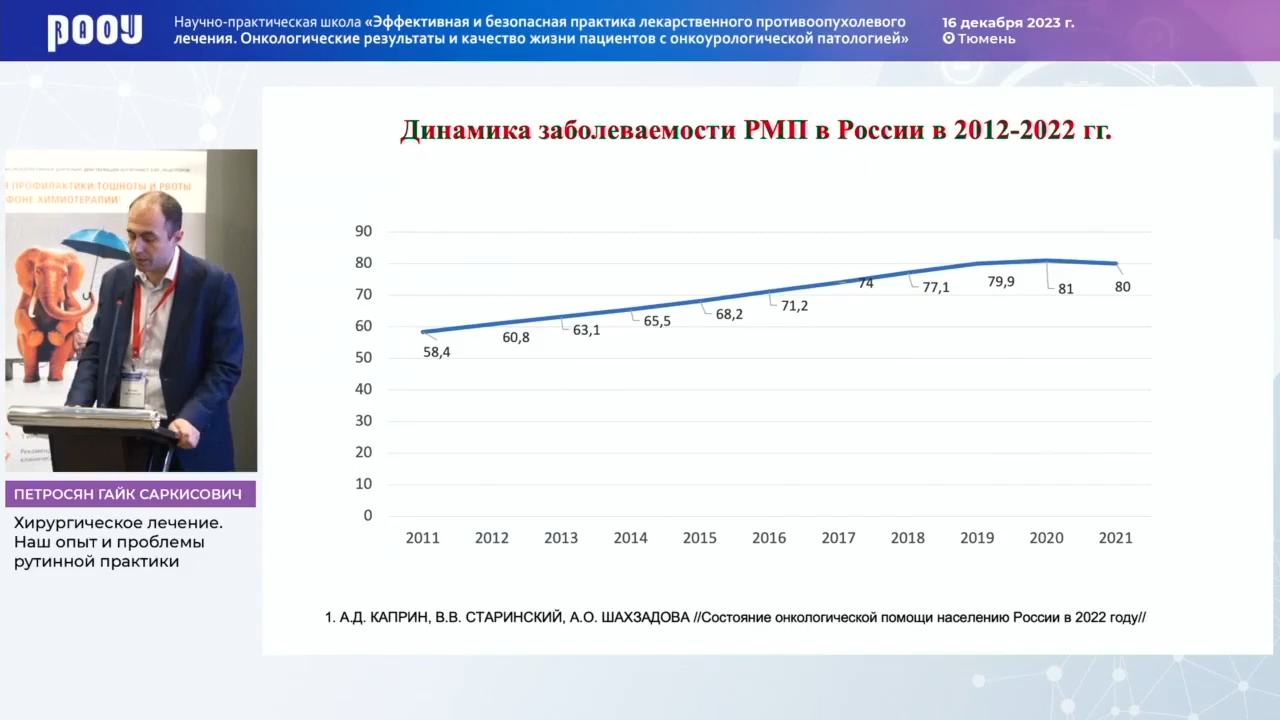 РООУ
RAOU
Научно-практическая школа «Эффективная и безопасная практика лекарственного противоопухолевого
лечения. Онкологические результаты и качество жизни пациентов с онкоурологической патологией»
16 декабря 2023 г.
Тюмень
Динамика заболеваемости РМП в России в 2012-2022 гг.
Я ПРОФИЛАКТИКИ ТОШНОТЫ И РВОТЫ
ФОНЕ ХИМИОТЕРАПИИ
90
80
70
60
50
40
30
20
10
0
58,4
60,8
63,1
65,5
68,2
71,2
74
77,1
79,9
81
80
2011 2012 2013 2014 2015 2016 2017 2018 2019 2020 2021
ПЕТРОСЯН ГАЙК САРКИСОВИЧ
Хирургическое лечение.
Наш опыт и проблемы
рутинной практики
1. А.Д. КАПРИН, В.В. СТАРИНСКИЙ, А.О. ШАХЗАДОВА //Состояние онкологической помощи населению России в 2022 году//